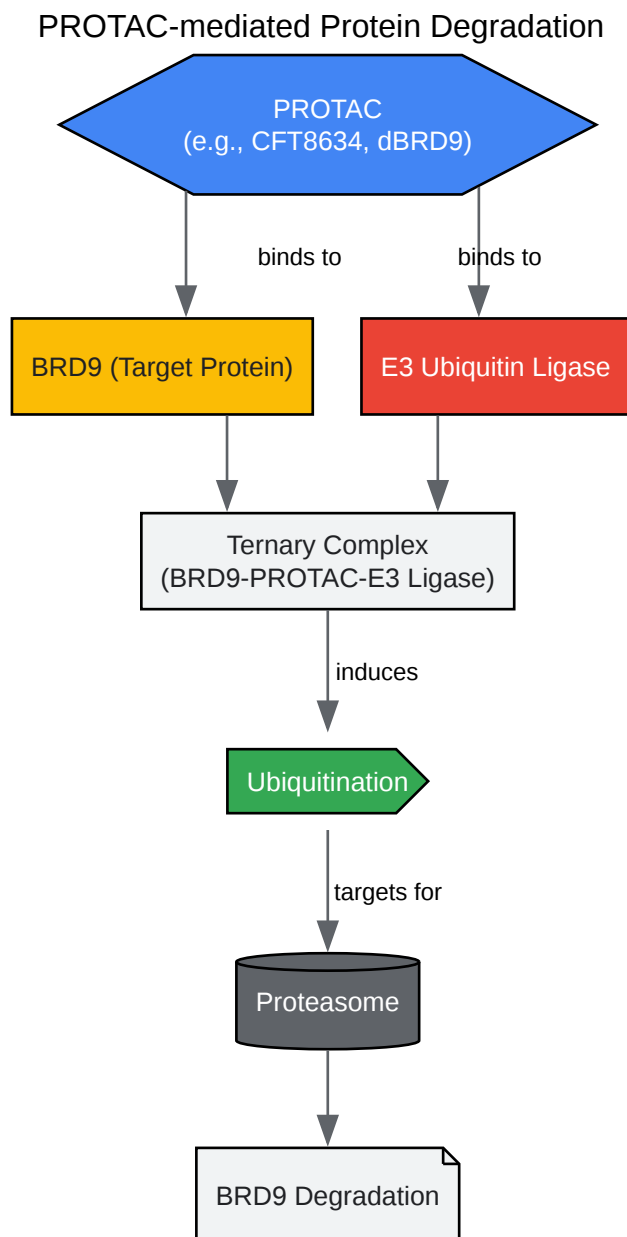 PROTAC-mediated Protein Degradation
PROTAC
(e.g., CFT8634, dBRD9)
binds to
binds to
BRD9 (Target Protein)
E3 Ubiquitin Ligase
Ternary Complex
(BRD9-PROTAC-E3 Ligase)
induces
Ubiquitination
targets for
Proteasome
BRD9 Degradation